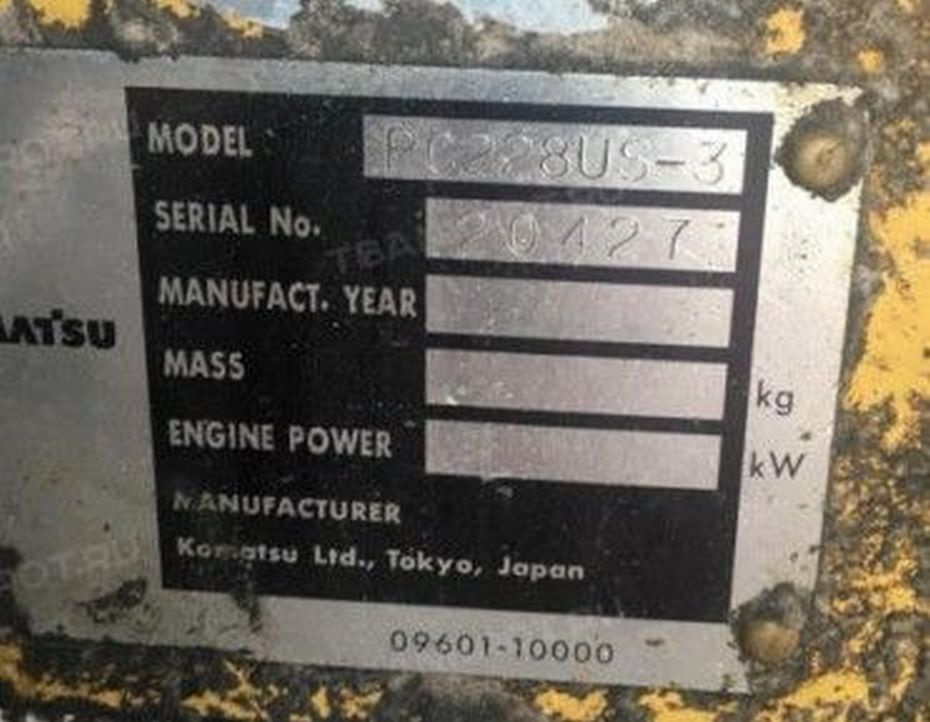 MODEL PC228US-3
SERIAL No. 20427
MANUFACT. YEAR
MASS kg
ENGINE POWER kW
MANUFACTURER
Komatsu Ltd., Tokyo, Japan
09601-10000